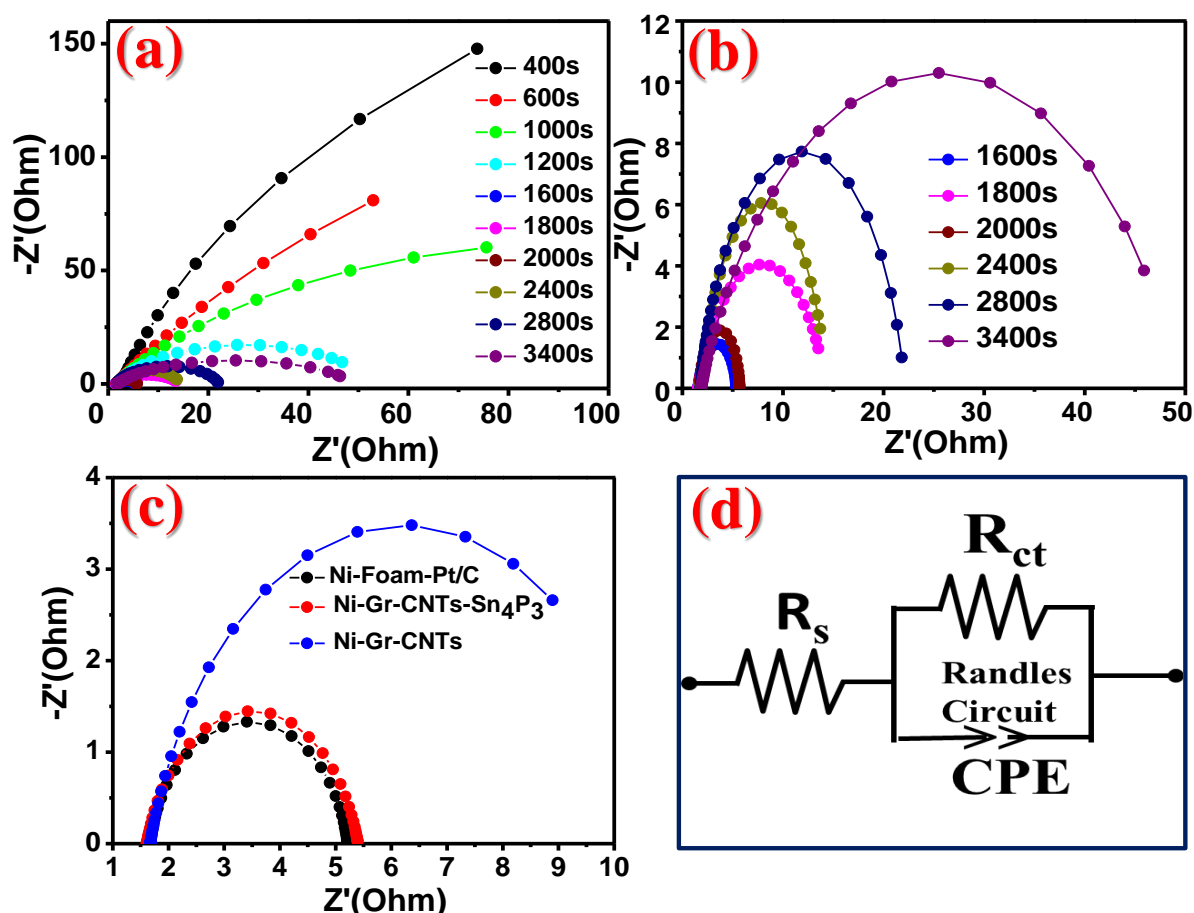 (a)
-Z'(Ohm)
150
100
50
0
0 20 40 60 80 100
Z'(Ohm)
400s
600s
1000s
1200s
1600s
1800s
2000s
2400s
2800s
3400s
(b)
-Z'(Ohm)
12
10
8
6
4
2
0
0 10 20 30 40 50
Z'(Ohm)
1600s
1800s
2000s
2400s
2800s
3400s
(c)
-Z'(Ohm)
4
3
2
1
0
1 2 3 4 5 6 7 8 9 10
Z'(Ohm)
Ni-Foam-Pt/C
Ni-Gr-CNTs-Sn₄P₃
Ni-Gr-CNTs
(d)
Rct
Rs
Randles
Circuit
CPE